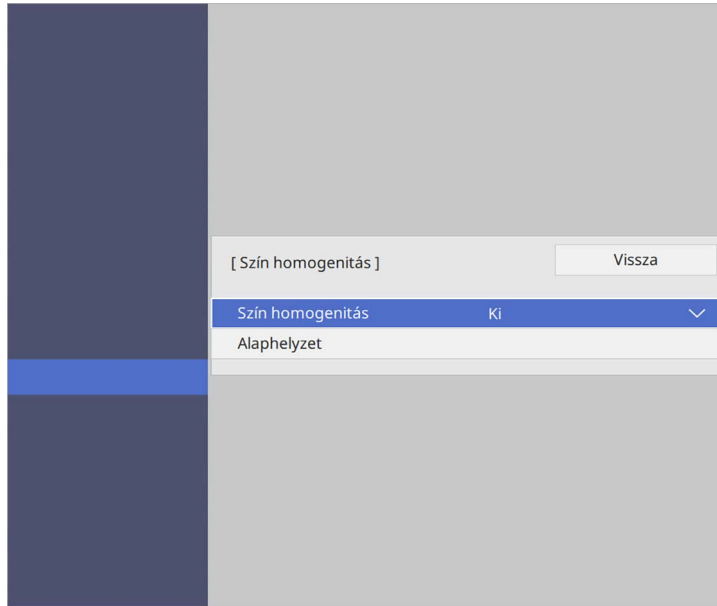 [ Szín homogenitás ]
Vissza
Szín homogenitás Ki
Alaphelyzet